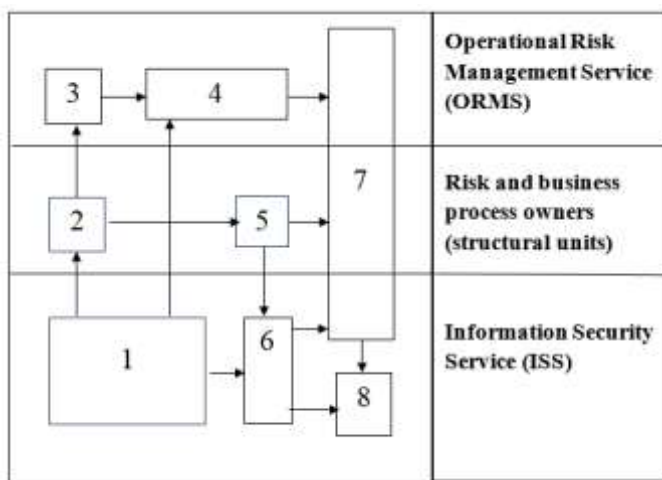 Operational Risk
Management Service
(ORMS)
3
4
7
Risk and business
process owners
(structural units)
2
5
Information Security
Service (ISS)
1
6
8